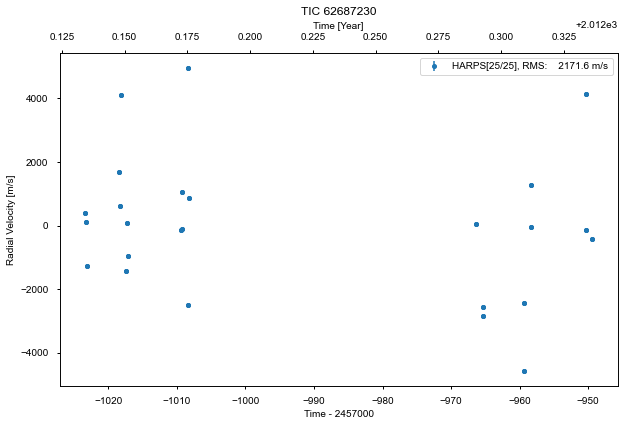 TIC 62687230
Time [Year]
+2.012e3
0.125 0.150 0.175 0.200 0.225 0.250 0.275 0.300 0.325
HARPS[25/25], RMS: 2171.6 m/s
4000
2000
0
−2000
−4000
Radial Velocity [m/s]
−1020 −1010 −1000 −990 −980 −970 −960 −950
Time - 2457000